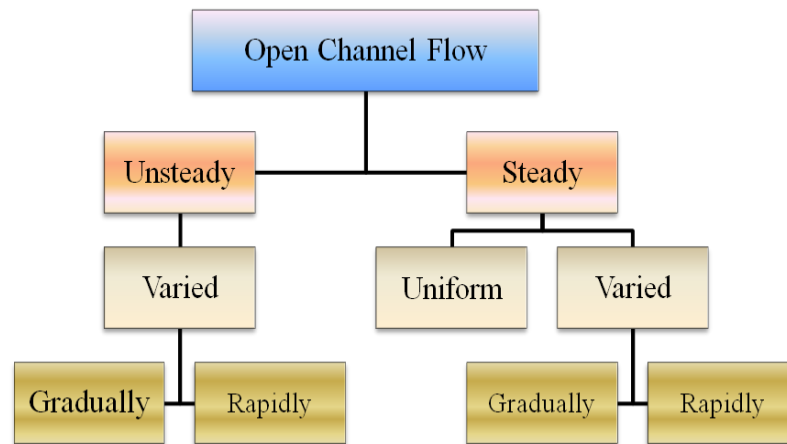 Open Channel Flow
Unsteady
Steady
Varied
Uniform
Varied
Gradually
Rapidly
Gradually
Rapidly